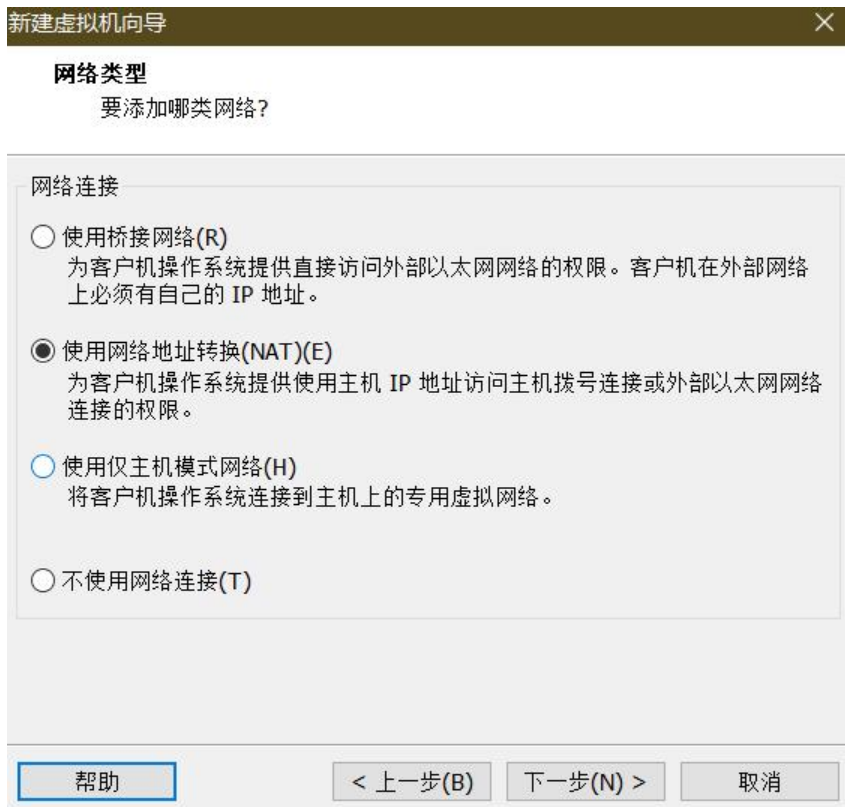 新建虚拟机向导
网络类型
要添加哪类网络?
网络连接
使用桥接网络(R)
为客户机操作系统提供直接访问外部以太网网络的权限。客户机在外部网络
上必须有自己的 IP 地址。
使用网络地址转换(NAT)(E)
为客户机操作系统提供使用主机 IP 地址访问主机拨号连接或外部以太网网络
连接的权限。
使用仅主机模式网络(H)
将客户机操作系统连接到主机上的专用虚拟网络。
不使用网络连接(T)
帮助 < 上一步(B) 下一步(N) > 取消